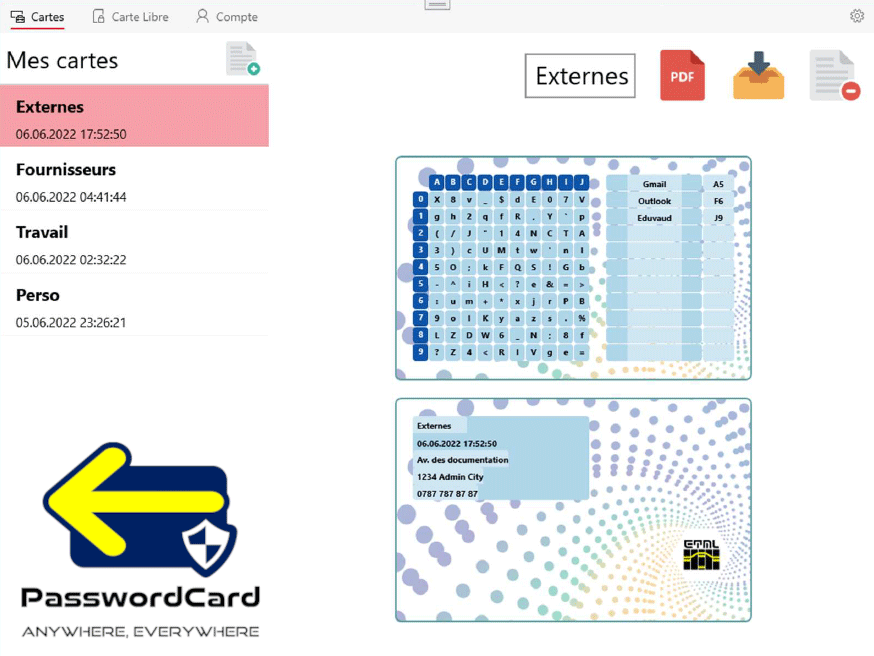 Cartes
Carte Libre
Compte
Mes cartes
Externes
06.06.2022 17:52:50
Fournisseurs
06.06.2022 04:41:44
Travail
06.06.2022 02:32:22
Perso
05.06.2022 23:26:21
PasswordCard
ANYWHERE, EVERYWHERE
Externes
PDF
A B C D E F G H I J
0 X 8 v _ $ d E 0 7 V
1 g h 2 q f R . Y ` p
2 ( / J " 1 4 N C T A
3 3 ) c U M t w ' n I
4 5 O ; k F Q S ! G b
5 - ^ i H < ? e & = >
6 : u m + * x j r P B
7 9 o l K y a z s . %
8 L Z D W 6 _ N : 8 f
9 ? Z 4 < R I V g e =
Gmail A5
Outlook F6
Eduvaud J9
Externes
06.06.2022 17:52:50
Av. des documentation
1234 Admin City
0787 787 87 87
ETML